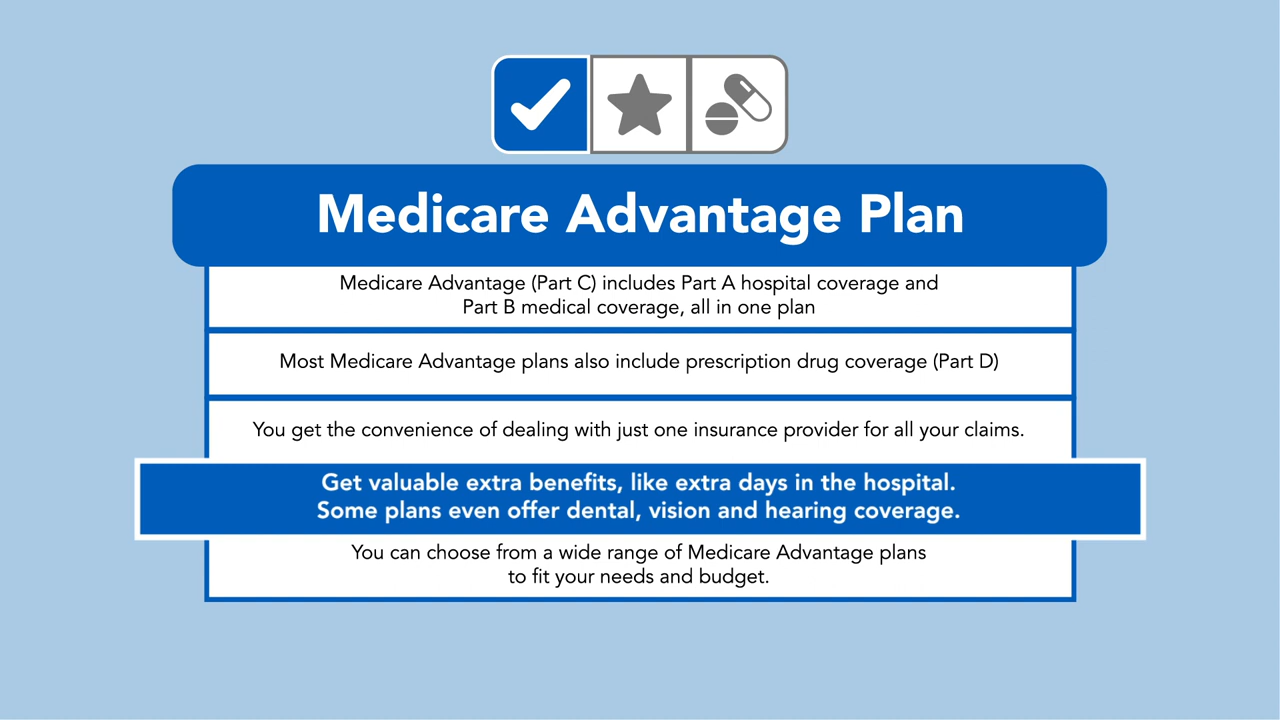 Medicare Advantage Plan
Medicare Advantage (Part C) includes Part A hospital coverage and
Part B medical coverage, all in one plan
Most Medicare Advantage plans also include prescription drug coverage (Part D)
You get the convenience of dealing with just one insurance provider for all your claims.
Get valuable extra benefits, like extra days in the hospital.
Some plans even offer dental, vision and hearing coverage.
You can choose from a wide range of Medicare Advantage plans
to fit your needs and budget.